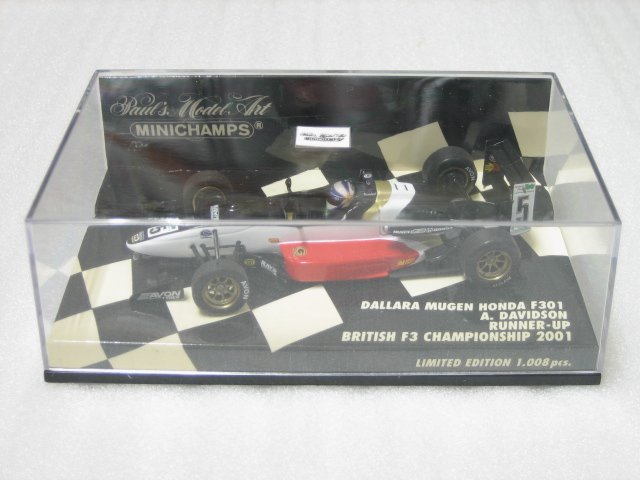 Paul's Model Art
MINICHAMPS®
5
AVON
AVON
DALLARA MUGEN HONDA F301
A. DAVIDSON
RUNNER-UP
BRITISH F3 CHAMPIONSHIP 2001
LIMITED EDITION 1.008 pcs.